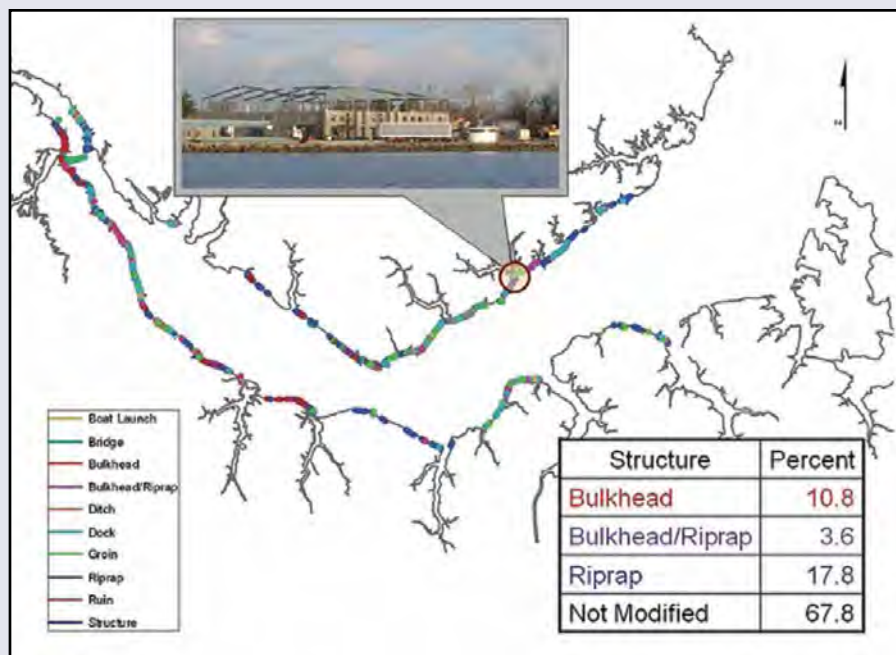 Boat Launch
Bridge
Bulkhead
Bulkhead/Riprap
Ditch
Dock
Groin
Riprap
Ruin
Structure
Structure Percent
Bulkhead 10.8
Bulkhead/Riprap 3.6
Riprap 17.8
Not Modified 67.8